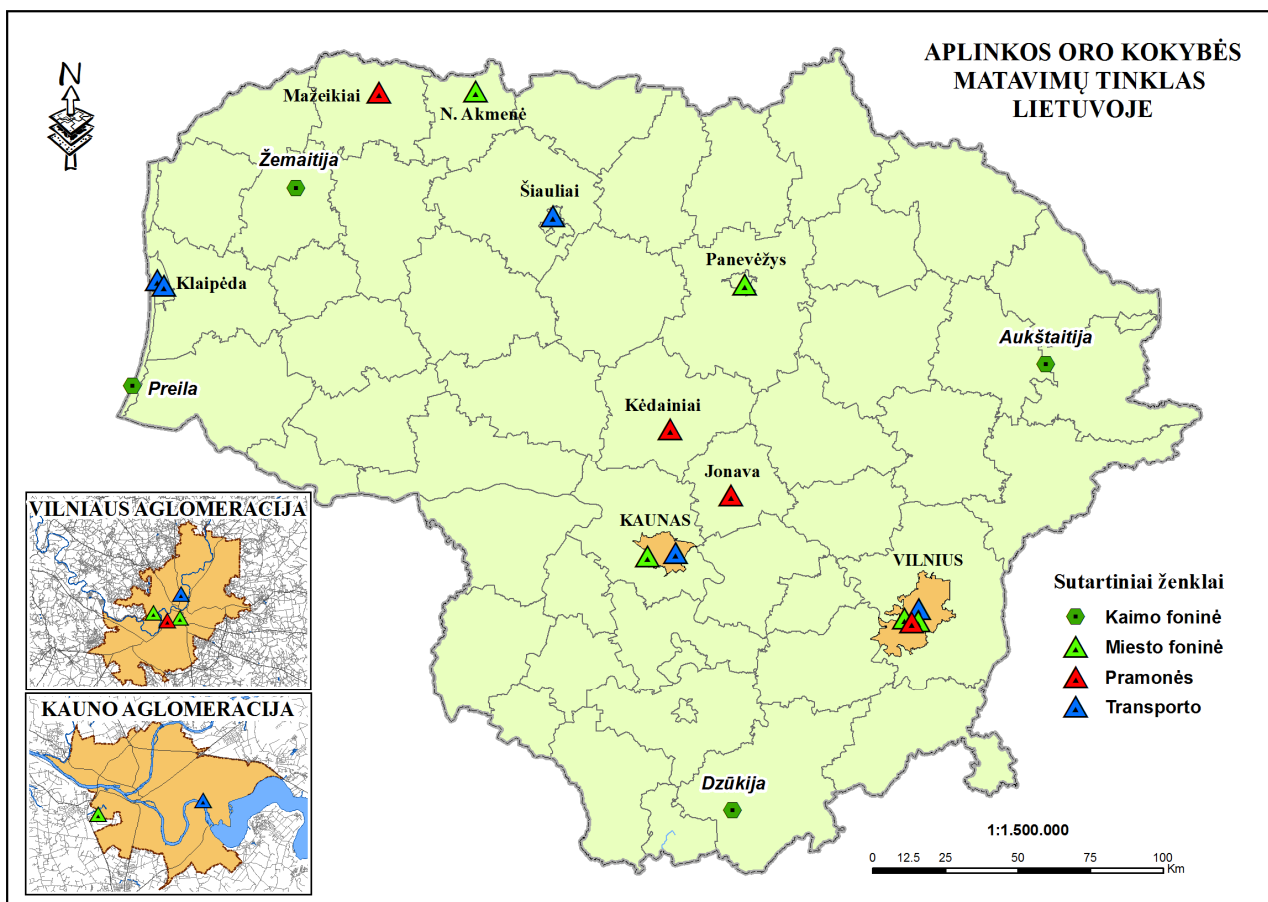 APLINKOS ORO KOKYBĖS
MATAVIMŲ TINKLAS
LIETUVOJE
N
Mažeikiai
N. Akmenė
Žemaitija
Šiauliai
Klaipėda
Panevėžys
Aukštaitija
Preila
Kėdainiai
Jonava
KAUNAS
VILNIUS
Dzūkija
VILNIAUS AGLOMERACIJA
KAUNO AGLOMERACIJA
Sutartiniai ženklai
Kaimo foninė
Miesto foninė
Pramonės
Transporto
1:1.500.000
0 12.5 25 50 75 100
Km